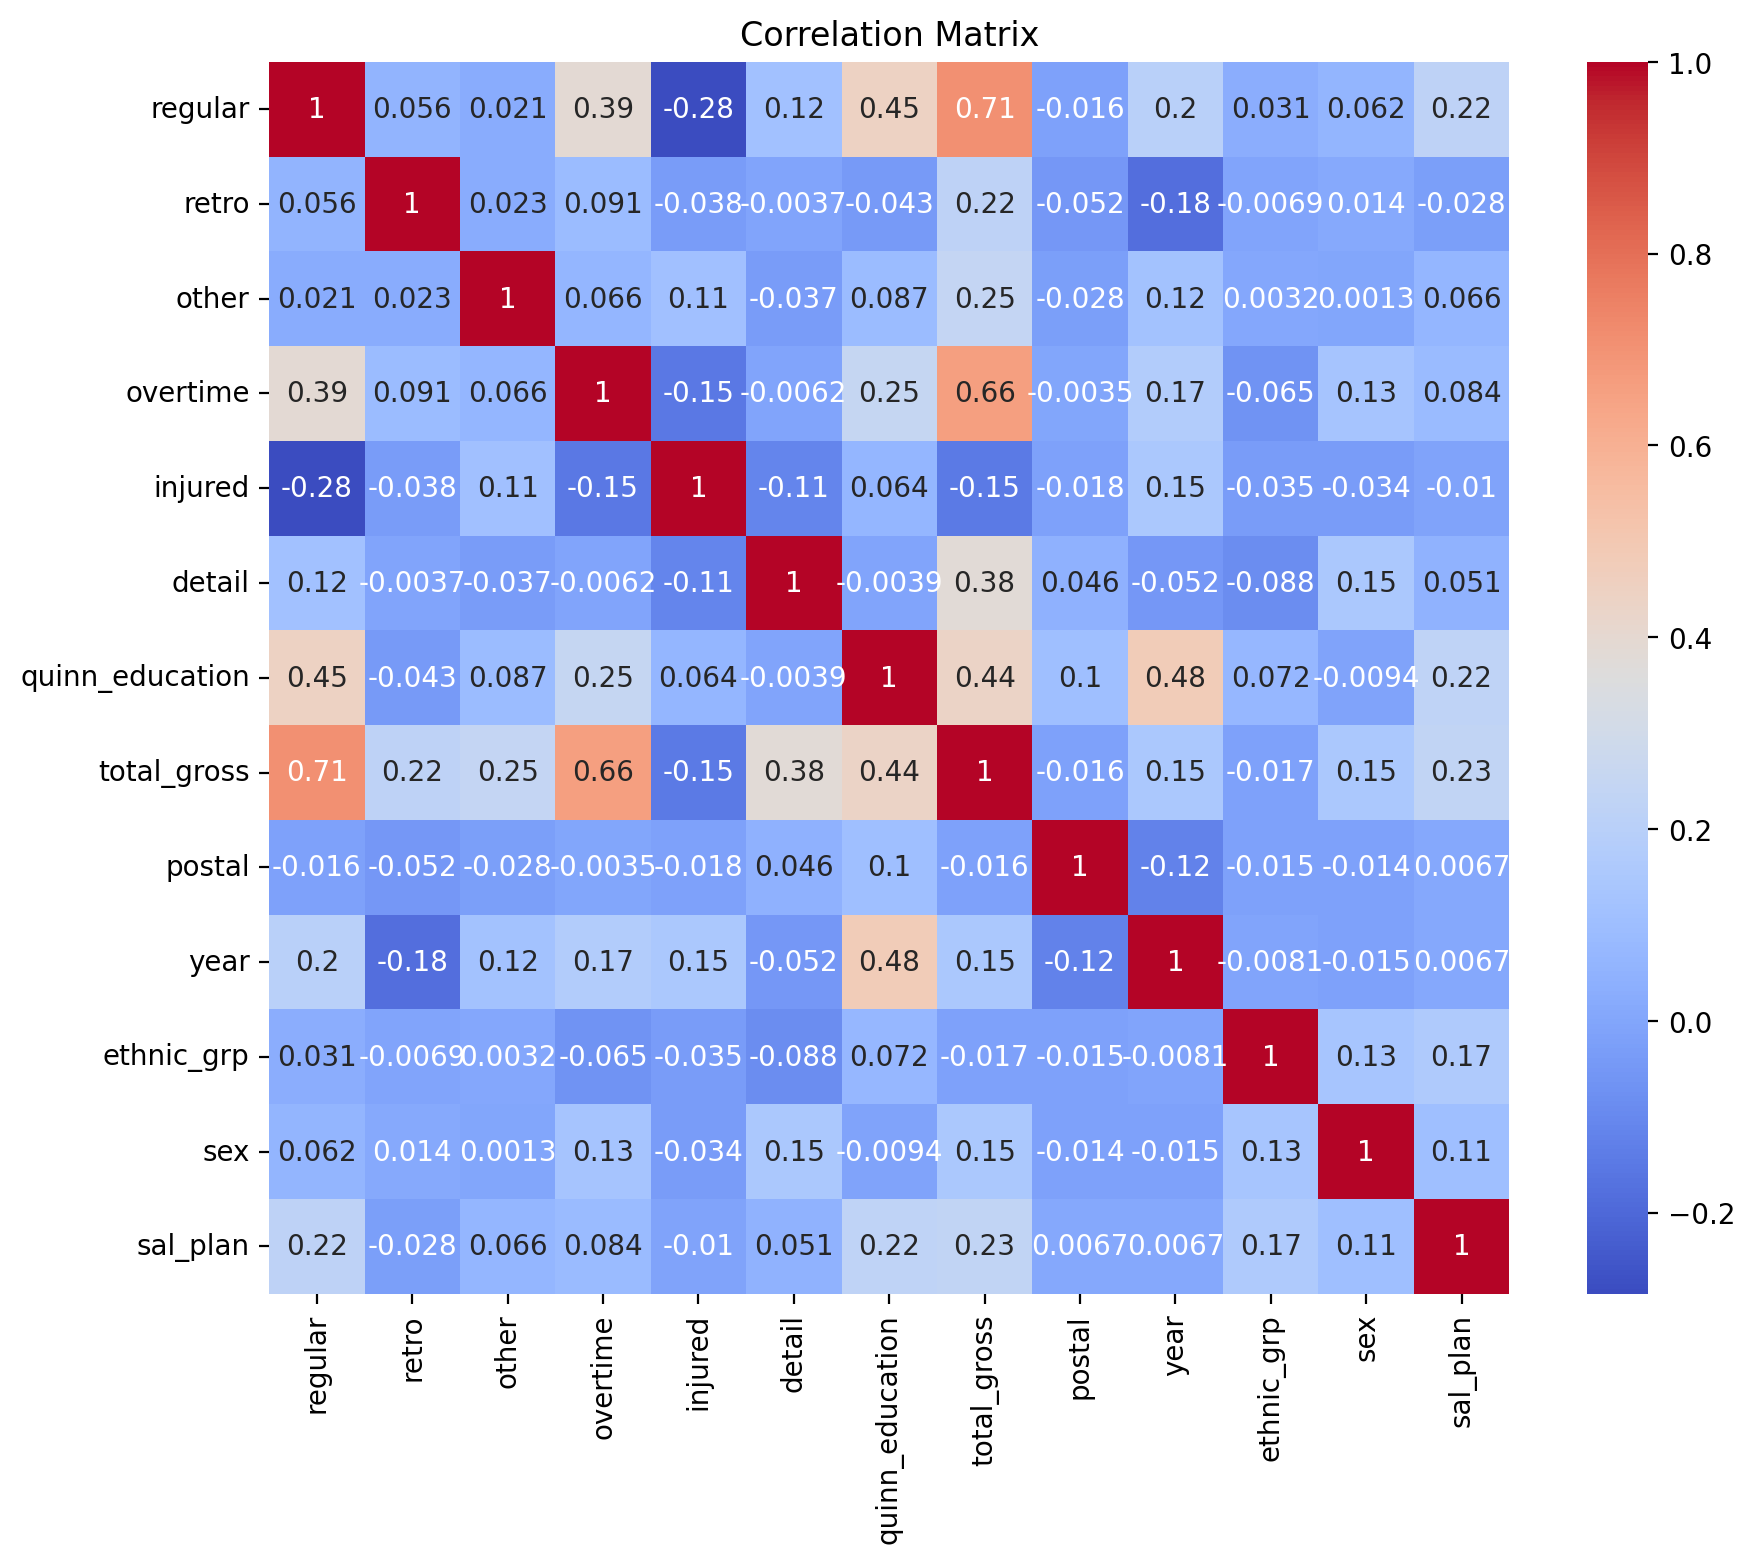 Correlation Matrix
regular 1 0.056 0.021 0.39 -0.28 0.12 0.45 0.71 -0.016 0.2 0.031 0.062 0.22
retro 0.056 1 0.023 0.091 -0.038 -0.0037 -0.043 0.22 -0.052 -0.18 -0.0069 0.014 -0.028
other 0.021 0.023 1 0.066 0.11 -0.037 0.087 0.25 -0.028 0.12 0.0032 0.0013 0.066
overtime 0.39 0.091 0.066 1 -0.15 -0.0062 0.25 0.66 -0.0035 0.17 -0.065 0.13 0.084
injured -0.28 -0.038 0.11 -0.15 1 -0.11 0.064 -0.15 -0.018 0.15 -0.035 -0.034 -0.01
detail 0.12 -0.0037 -0.037 -0.0062 -0.11 1 -0.0039 0.38 0.046 -0.052 -0.088 0.15 0.051
quinn_education 0.45 -0.043 0.087 0.25 0.064 -0.0039 1 0.44 0.1 0.48 0.072 -0.0094 0.22
total_gross 0.71 0.22 0.25 0.66 -0.15 0.38 0.44 1 -0.016 0.15 -0.017 0.15 0.23
postal -0.016 -0.052 -0.028 -0.0035 -0.018 0.046 0.1 -0.016 1 -0.12 -0.015 -0.014 0.0067
year 0.2 -0.18 0.12 0.17 0.15 -0.052 0.48 0.15 -0.12 1 -0.0081 -0.015 0.0067
ethnic_grp 0.031 -0.0069 0.0032 -0.065 -0.035 -0.088 0.072 -0.017 -0.015 -0.0081 1 0.13 0.17
sex 0.062 0.014 0.0013 0.13 -0.034 0.15 -0.0094 0.15 -0.014 -0.015 0.13 1 0.11
sal_plan 0.22 -0.028 0.066 0.084 -0.01 0.051 0.22 0.23 0.0067 0.0067 0.17 0.11 1
regular retro other overtime injured detail quinn_education total_gross postal year ethnic_grp sex sal_plan
1.0
0.8
0.6
0.4
0.2
0.0
−0.2